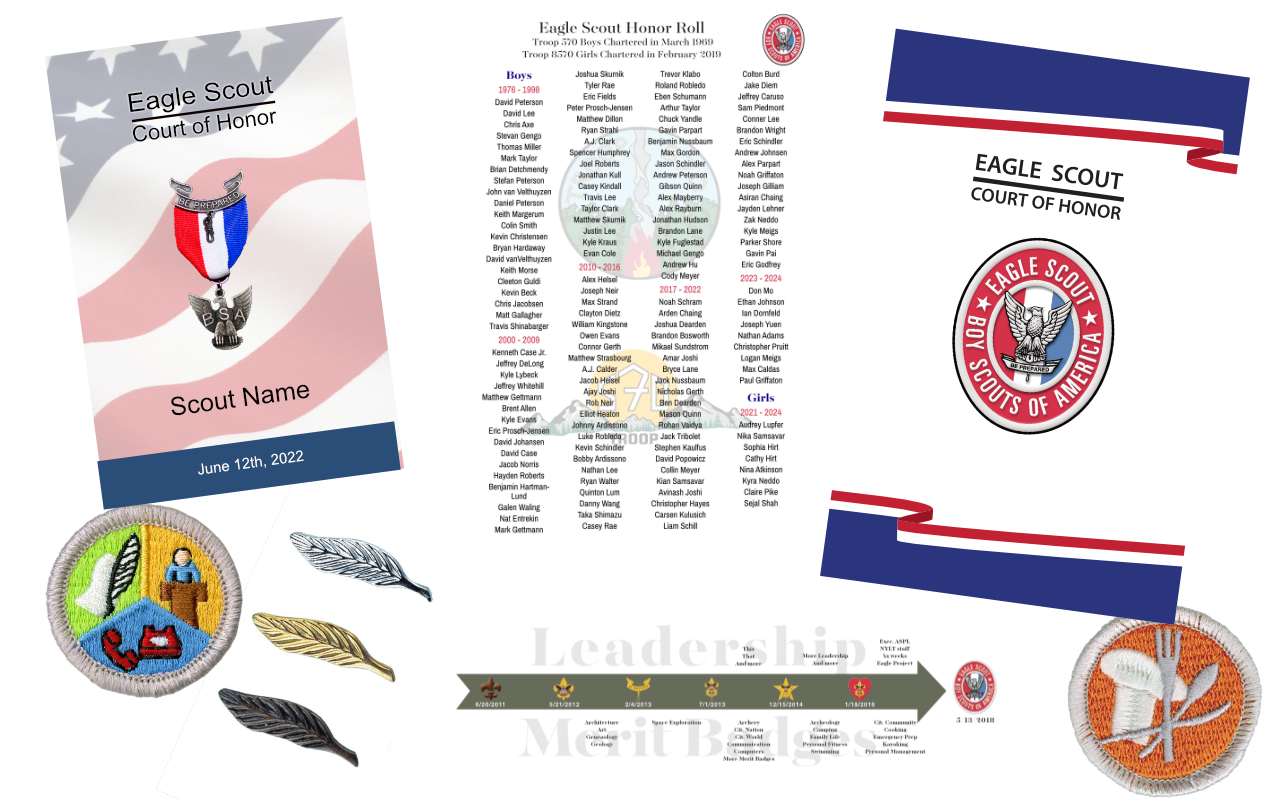 Eagle Scout
Court of Honor
BE PREPARED
BSA
Scout Name
June 12th, 2022
Eagle Scout Honor Roll
Troop 570 Boys Chartered in March 1969
Troop 8570 Girls Chartered in February 2019
Boys
1976 - 1998
David Peterson
David Lee
Chris Axe
Stevan Gengo
Thomas Miller
Mark Taylor
Brian Detchmendy
Stefan Peterson
John van Velthuyzen
Daniel Peterson
Keith Margerum
Colin Smith
Kevin Christensen
Bryan Hardaway
David vanVelthuyzen
Keith Morse
Cleeton Guldi
Kevin Beck
Chris Jacobsen
Matt Gallagher
Travis Shinabarger
2000 - 2009
Kenneth Case Jr.
Jeffrey DeLong
Kyle Lybeck
Jeffrey Whitehill
Matthew Gettmann
Brent Allen
Kyle Evans
Eric Prosch-Jensen
David Johansen
David Case
Jacob Norris
Hayden Roberts
Benjamin Hartman-
Lund
Galen Waling
Nat Entrekin
Mark Gettmann
Joshua Skurnik
Tyler Rae
Eric Fields
Peter Prosch-Jensen
Matthew Dillon
Ryan Strahl
A.J. Clark
Spencer Humphrey
Joel Roberts
Jonathan Kull
Casey Kindall
Travis Lee
Taylor Clark
Matthew Skurnik
Justin Lee
Kyle Kraus
Evan Cole
2010 - 2016
Alex Helsel
Joseph Neir
Max Strand
Clayton Dietz
William Kingstone
Owen Evans
Connor Gerth
Matthew Strasbourg
A.J. Calder
Jacob Helsel
Ajay Joshi
Rob Neir
Elliot Heaton
Johnny Ardissono
Luke Robledo
Kevin Schindler
Bobby Ardissono
Nathan Lee
Ryan Walter
Quinton Lum
Danny Wang
Taka Shimazu
Casey Rae
Trevor Klabo
Roland Robledo
Eben Schumann
Arthur Taylor
Chuck Yandle
Gavin Parpart
Benjamin Nussbaum
Max Gordon
Jason Schindler
Andrew Peterson
Gibson Quinn
Alex Mayberry
Alex Rayburn
Jonathan Hudson
Brandon Lane
Kyle Fuglestad
Michael Gengo
Andrew Hu
Cody Meyer
2017 - 2022
Noah Schram
Arden Chaing
Joshua Dearden
Brandon Bosworth
Mikael Sundstrom
Amar Joshi
Bryce Lane
Jack Nussbaum
Nicholas Gerth
Ben Dearden
Mason Quinn
Rohan Vaidya
Jack Tribolet
Stephen Kaulfus
David Popowicz
Collin Meyer
Kian Samsavar
Avinash Joshi
Christopher Hayes
Carsen Kulusich
Liam Schill
Colton Burd
Jake Diem
Jeffrey Caruso
Sam Piedmont
Conner Lee
Brandon Wright
Eric Schindler
Andrew Johnsen
Alex Parpart
Noah Griffaton
Joseph Gilliam
Asiran Chaing
Jayden Lehner
Zak Neddo
Kyle Meigs
Parker Shore
Gavin Pai
Eric Godfrey
2023 - 2024
Don Mo
Ethan Johnson
Ian Dornfeld
Joseph Yuen
Nathan Adams
Christopher Pruitt
Logan Meigs
Max Caldas
Paul Griffaton
Girls
2021 - 2024
Audrey Lupfer
Nika Samsavar
Sophia Hirt
Cathy Hirt
Nina Atkinson
Kyra Neddo
Claire Pike
Sejal Shah
TROOP
EAGLE SCOUT
COURT OF HONOR
EAGLE SCOUT
BE PREPARED
BOY SCOUTS OF AMERICA
Leadership
This
That
And more
More Leadership
And more
Exec. ASPL
NYLT staff
5x weeks
Eagle Project
6/20/2011
5/21/2012
2/4/2013
7/1/2013
12/15/2014
1/18/2016
5/13/2018
Merit Badges
Architecture
Art
Geneaology
Geology
Space Exploration
Archery
Cit. Nation
Cit. World
Communication
Computers
More Merit Badges
Archeology
Camping
Family Life
Personal Fitness
Swimming
Cit. Community
Cooking
Emergency Prep
Kayaking
Personal Management